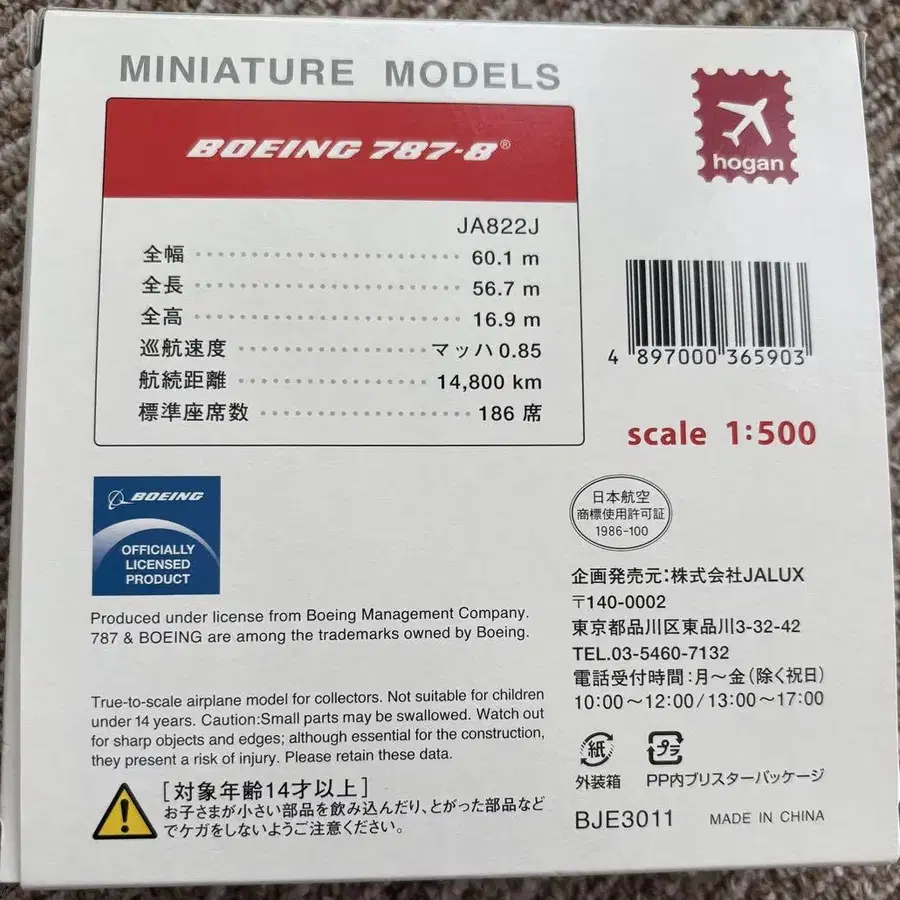 MINIATURE MODELS
hogan
BOEING 787-8®
JA822J
全幅 60.1 m
全長 56.7 m
全高 16.9 m
巡航速度 マッハ0.85
航続距離 14,800 km
標準座席数 186 席
4 897000 365903
scale 1:500
BOEING
OFFICIALLY
LICENSED
PRODUCT
Produced under license from Boeing Management Company.
787 & BOEING are among the trademarks owned by Boeing.
日本航空
商標使用許可証
1986-100
企画発売元:株式会社JALUX
〒140-0002
東京都品川区東品川3-32-42
TEL.03-5460-7132
電話受付時間:月～金(除く祝日)
10:00～12:00/13:00～17:00
True-to-scale airplane model for collectors. Not suitable for children
under 14 years. Caution:Small parts may be swallowed. Watch out
for sharp objects and edges; although essential for the construction,
they present a risk of injury. Please retain these data.
[対象年齢14才以上]
お子さまが小さい部品を飲み込んだり、とがった部品など
でケガをしないようご注意ください。
紙
外装箱
プラ
PP内ブリスターパッケージ
BJE3011 MADE IN CHINA